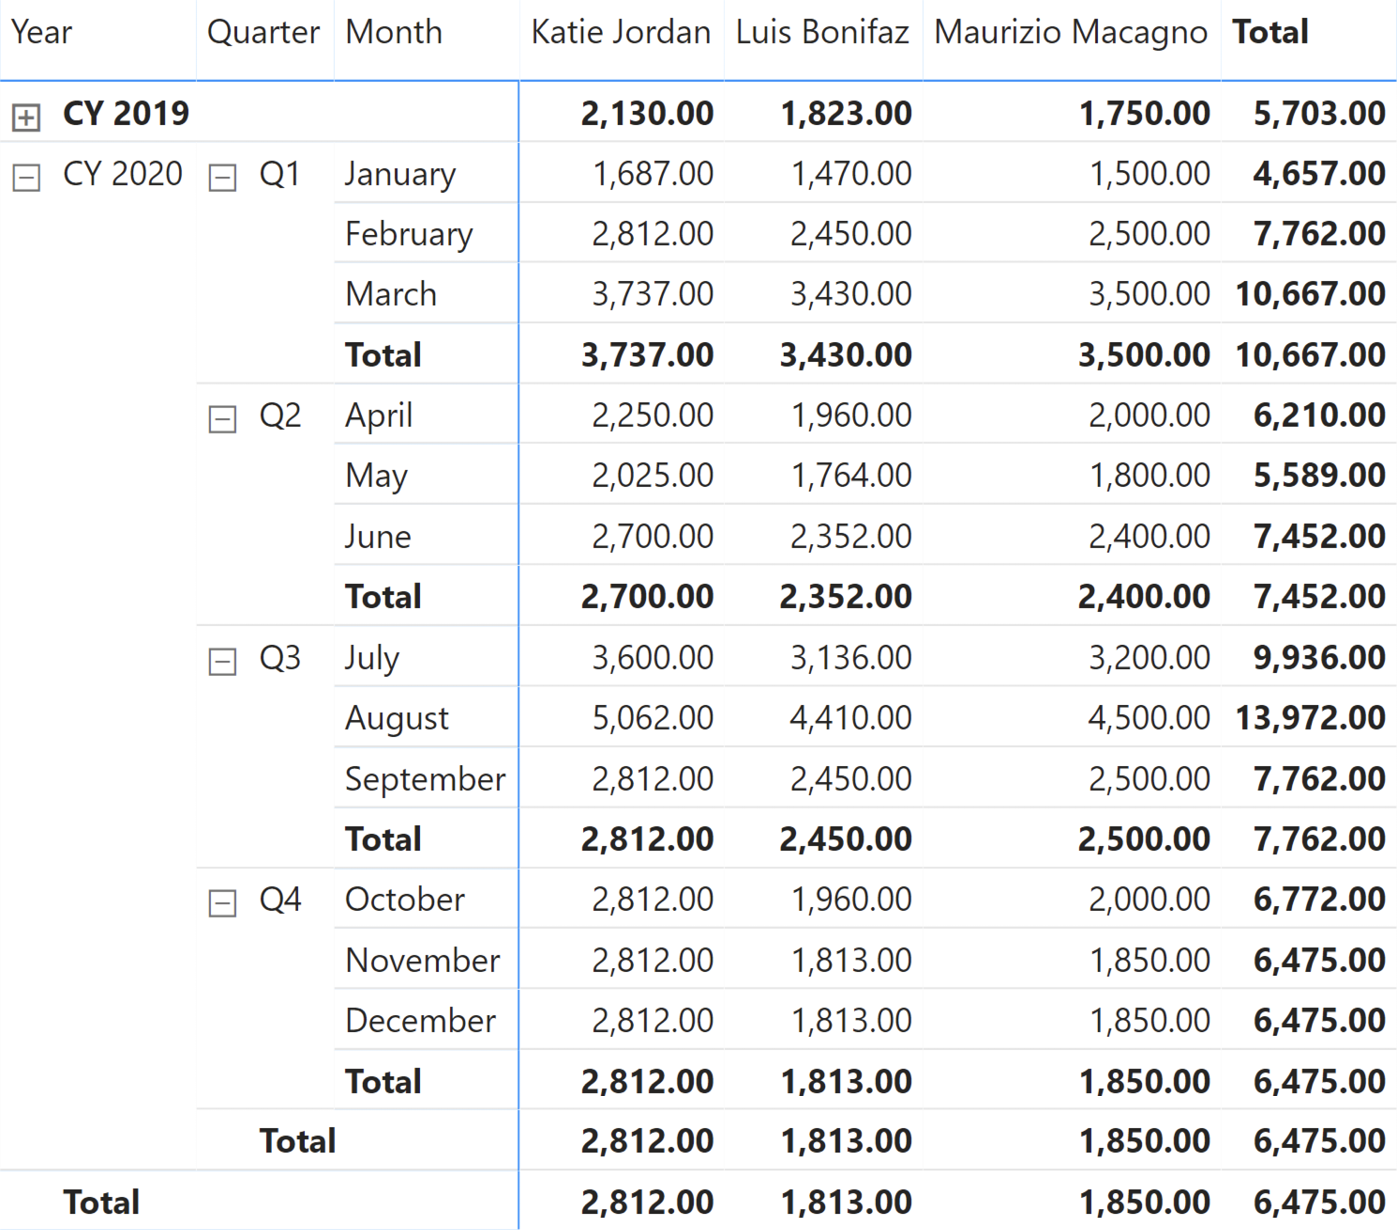 Year Quarter Month Katie Jordan Luis Bonifaz Maurizio Macagno Total
CY 2019 2,130.00 1,823.00 1,750.00 5,703.00
CY 2020 Q1 January 1,687.00 1,470.00 1,500.00 4,657.00
February 2,812.00 2,450.00 2,500.00 7,762.00
March 3,737.00 3,430.00 3,500.00 10,667.00
Total 3,737.00 3,430.00 3,500.00 10,667.00
Q2 April 2,250.00 1,960.00 2,000.00 6,210.00
May 2,025.00 1,764.00 1,800.00 5,589.00
June 2,700.00 2,352.00 2,400.00 7,452.00
Total 2,700.00 2,352.00 2,400.00 7,452.00
Q3 July 3,600.00 3,136.00 3,200.00 9,936.00
August 5,062.00 4,410.00 4,500.00 13,972.00
September 2,812.00 2,450.00 2,500.00 7,762.00
Total 2,812.00 2,450.00 2,500.00 7,762.00
Q4 October 2,812.00 1,960.00 2,000.00 6,772.00
November 2,812.00 1,813.00 1,850.00 6,475.00
December 2,812.00 1,813.00 1,850.00 6,475.00
Total 2,812.00 1,813.00 1,850.00 6,475.00
Total 2,812.00 1,813.00 1,850.00 6,475.00
Total 2,812.00 1,813.00 1,850.00 6,475.00